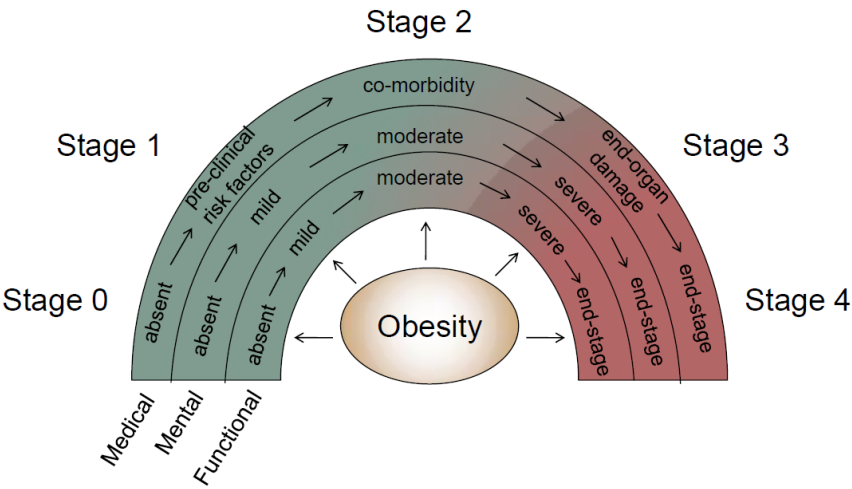 Stage 2
Stage 1
Stage 3
Stage 0
Stage 4
absent
pre-clinical
risk factors
co-morbidity
end-organ
damage
end-stage
absent
mild
moderate
severe
end-stage
absent
mild
moderate
severe
end-stage
Obesity
Medical
Mental
Functional